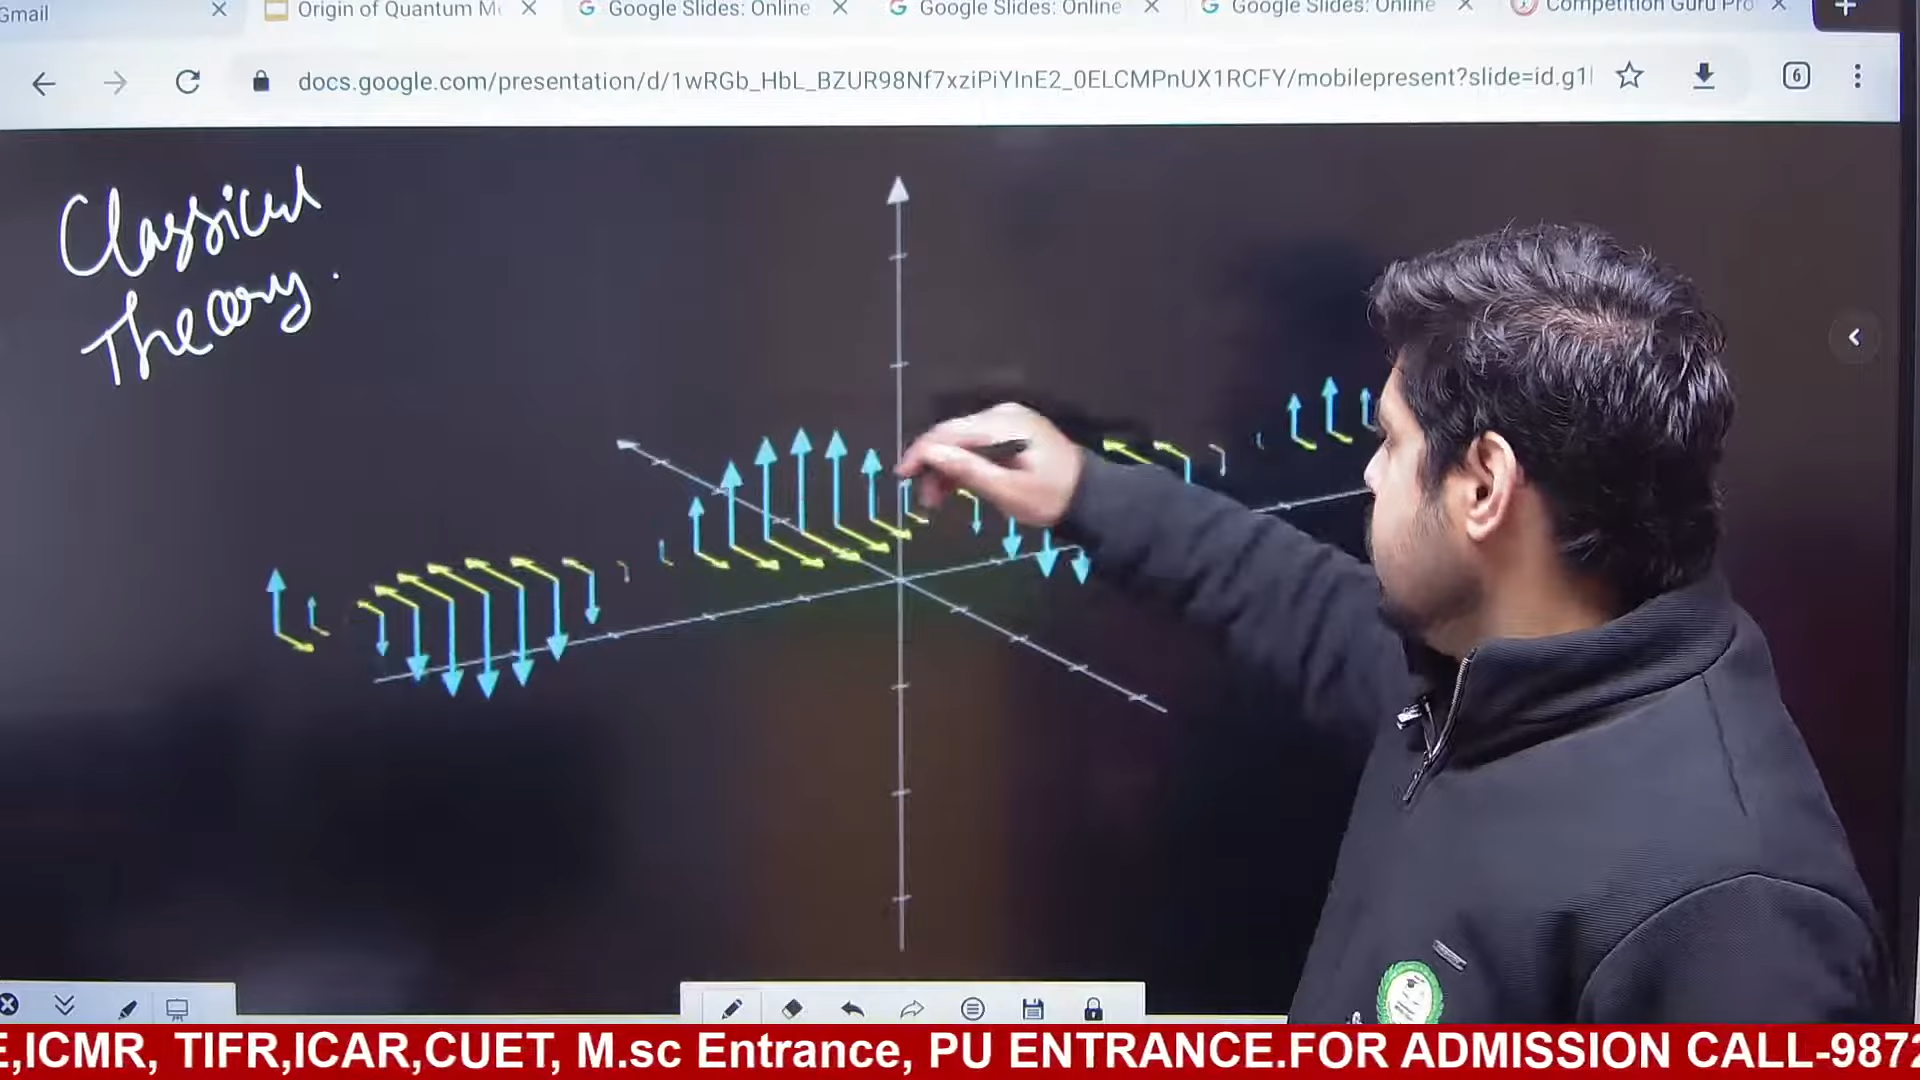 Gmail
Origin of Quantum M
Google Slides: Online
Google Slides: Online
Google Slides: Online
Competition Guru Pro
docs.google.com/presentation/d/1wRGb_HbL_BZUR98Nf7xziPiYInE2_0ELCMPnUX1RCFY/mobilepresent?slide=id.g1
6
Classical
Theory.
E,ICMR, TIFR,ICAR,CUET, M.sc Entrance, PU ENTRANCE.FOR ADMISSION CALL-9872